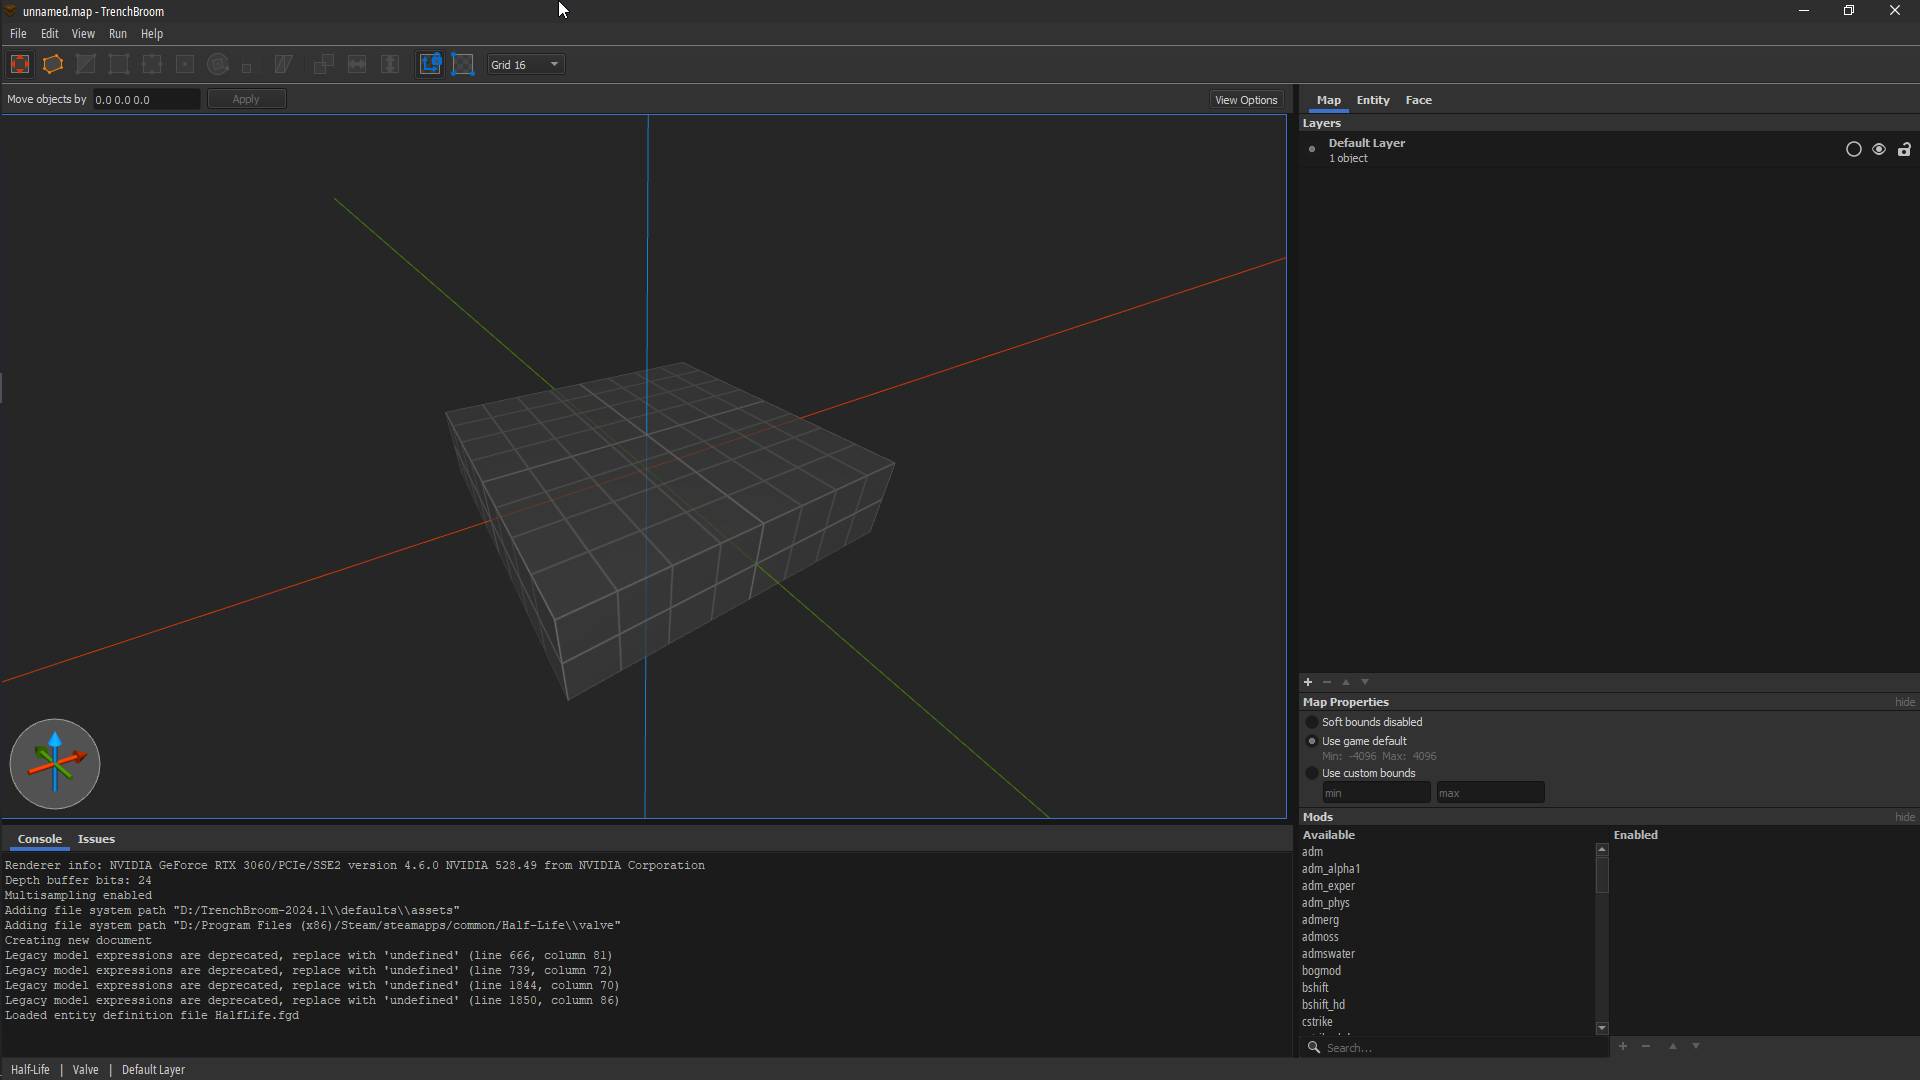 unnamed.map - TrenchBroom
File Edit View Run Help
Grid 16
Move objects by 0.0 0.0 0.0 Apply
View Options
Map Entity Face
Layers
Default Layer
1 object
Map Properties hide
Soft bounds disabled
Use game default
Min: -4096 Max: 4096
Use custom bounds
min max
Mods hide
Available Enabled
adm
adm_alpha1
adm_exper
adm_phys
admerg
admoss
admswater
bogmod
bshift
bshift_hd
cstrike
Search...
Console Issues
Renderer info: NVIDIA GeForce RTX 3060/PCIe/SSE2 version 4.6.0 NVIDIA 528.49 from NVIDIA Corporation
Depth buffer bits: 24
Multisampling enabled
Adding file system path "D:/TrenchBroom-2024.1\\defaults\\assets"
Adding file system path "D:/Program Files (x86)/Steam/steamapps/common/Half-Life\\valve"
Creating new document
Legacy model expressions are deprecated, replace with 'undefined' (line 666, column 81)
Legacy model expressions are deprecated, replace with 'undefined' (line 739, column 72)
Legacy model expressions are deprecated, replace with 'undefined' (line 1844, column 70)
Legacy model expressions are deprecated, replace with 'undefined' (line 1850, column 86)
Loaded entity definition file HalfLife.fgd
Half-Life | Valve | Default Layer